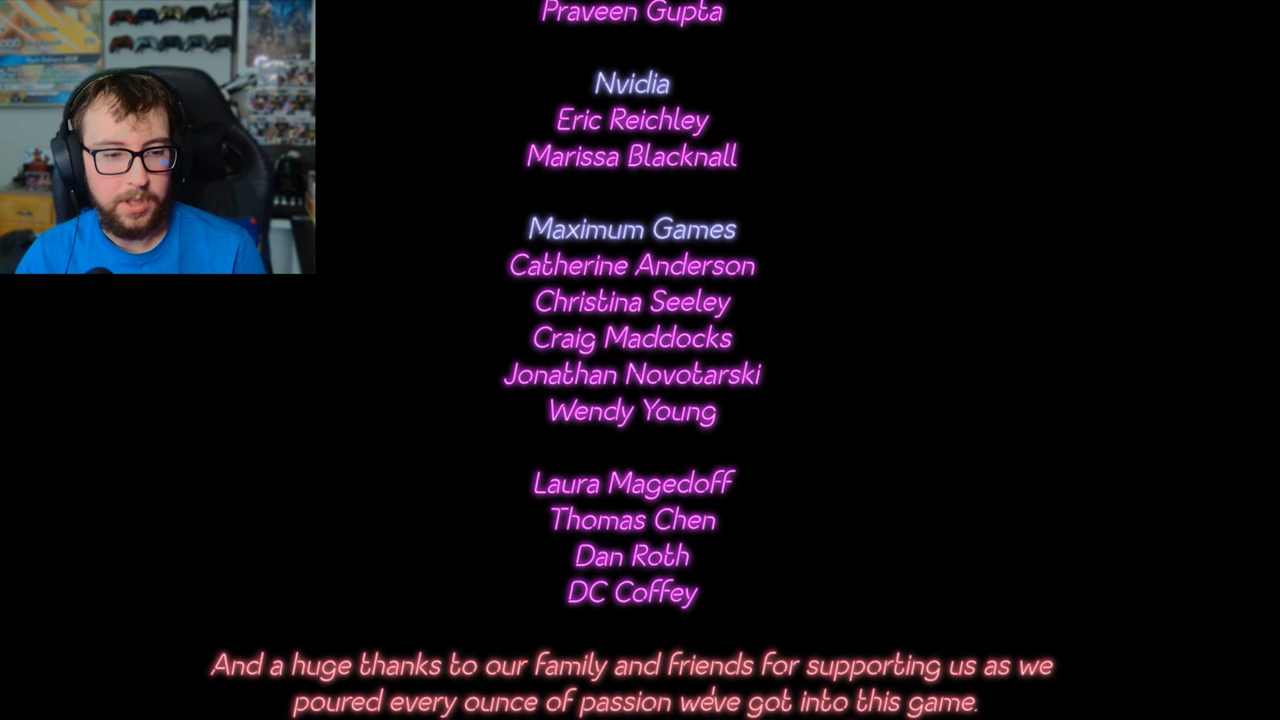 Praveen Gupta
Nvidia
Eric Reichley
Marissa Blacknall
Maximum Games
Catherine Anderson
Christina Seeley
Craig Maddocks
Jonathan Novotarski
Wendy Young
Laura Magedoff
Thomas Chen
Dan Roth
DC Coffey
And a huge thanks to our family and friends for supporting us as we
poured every ounce of passion we've got into this game.